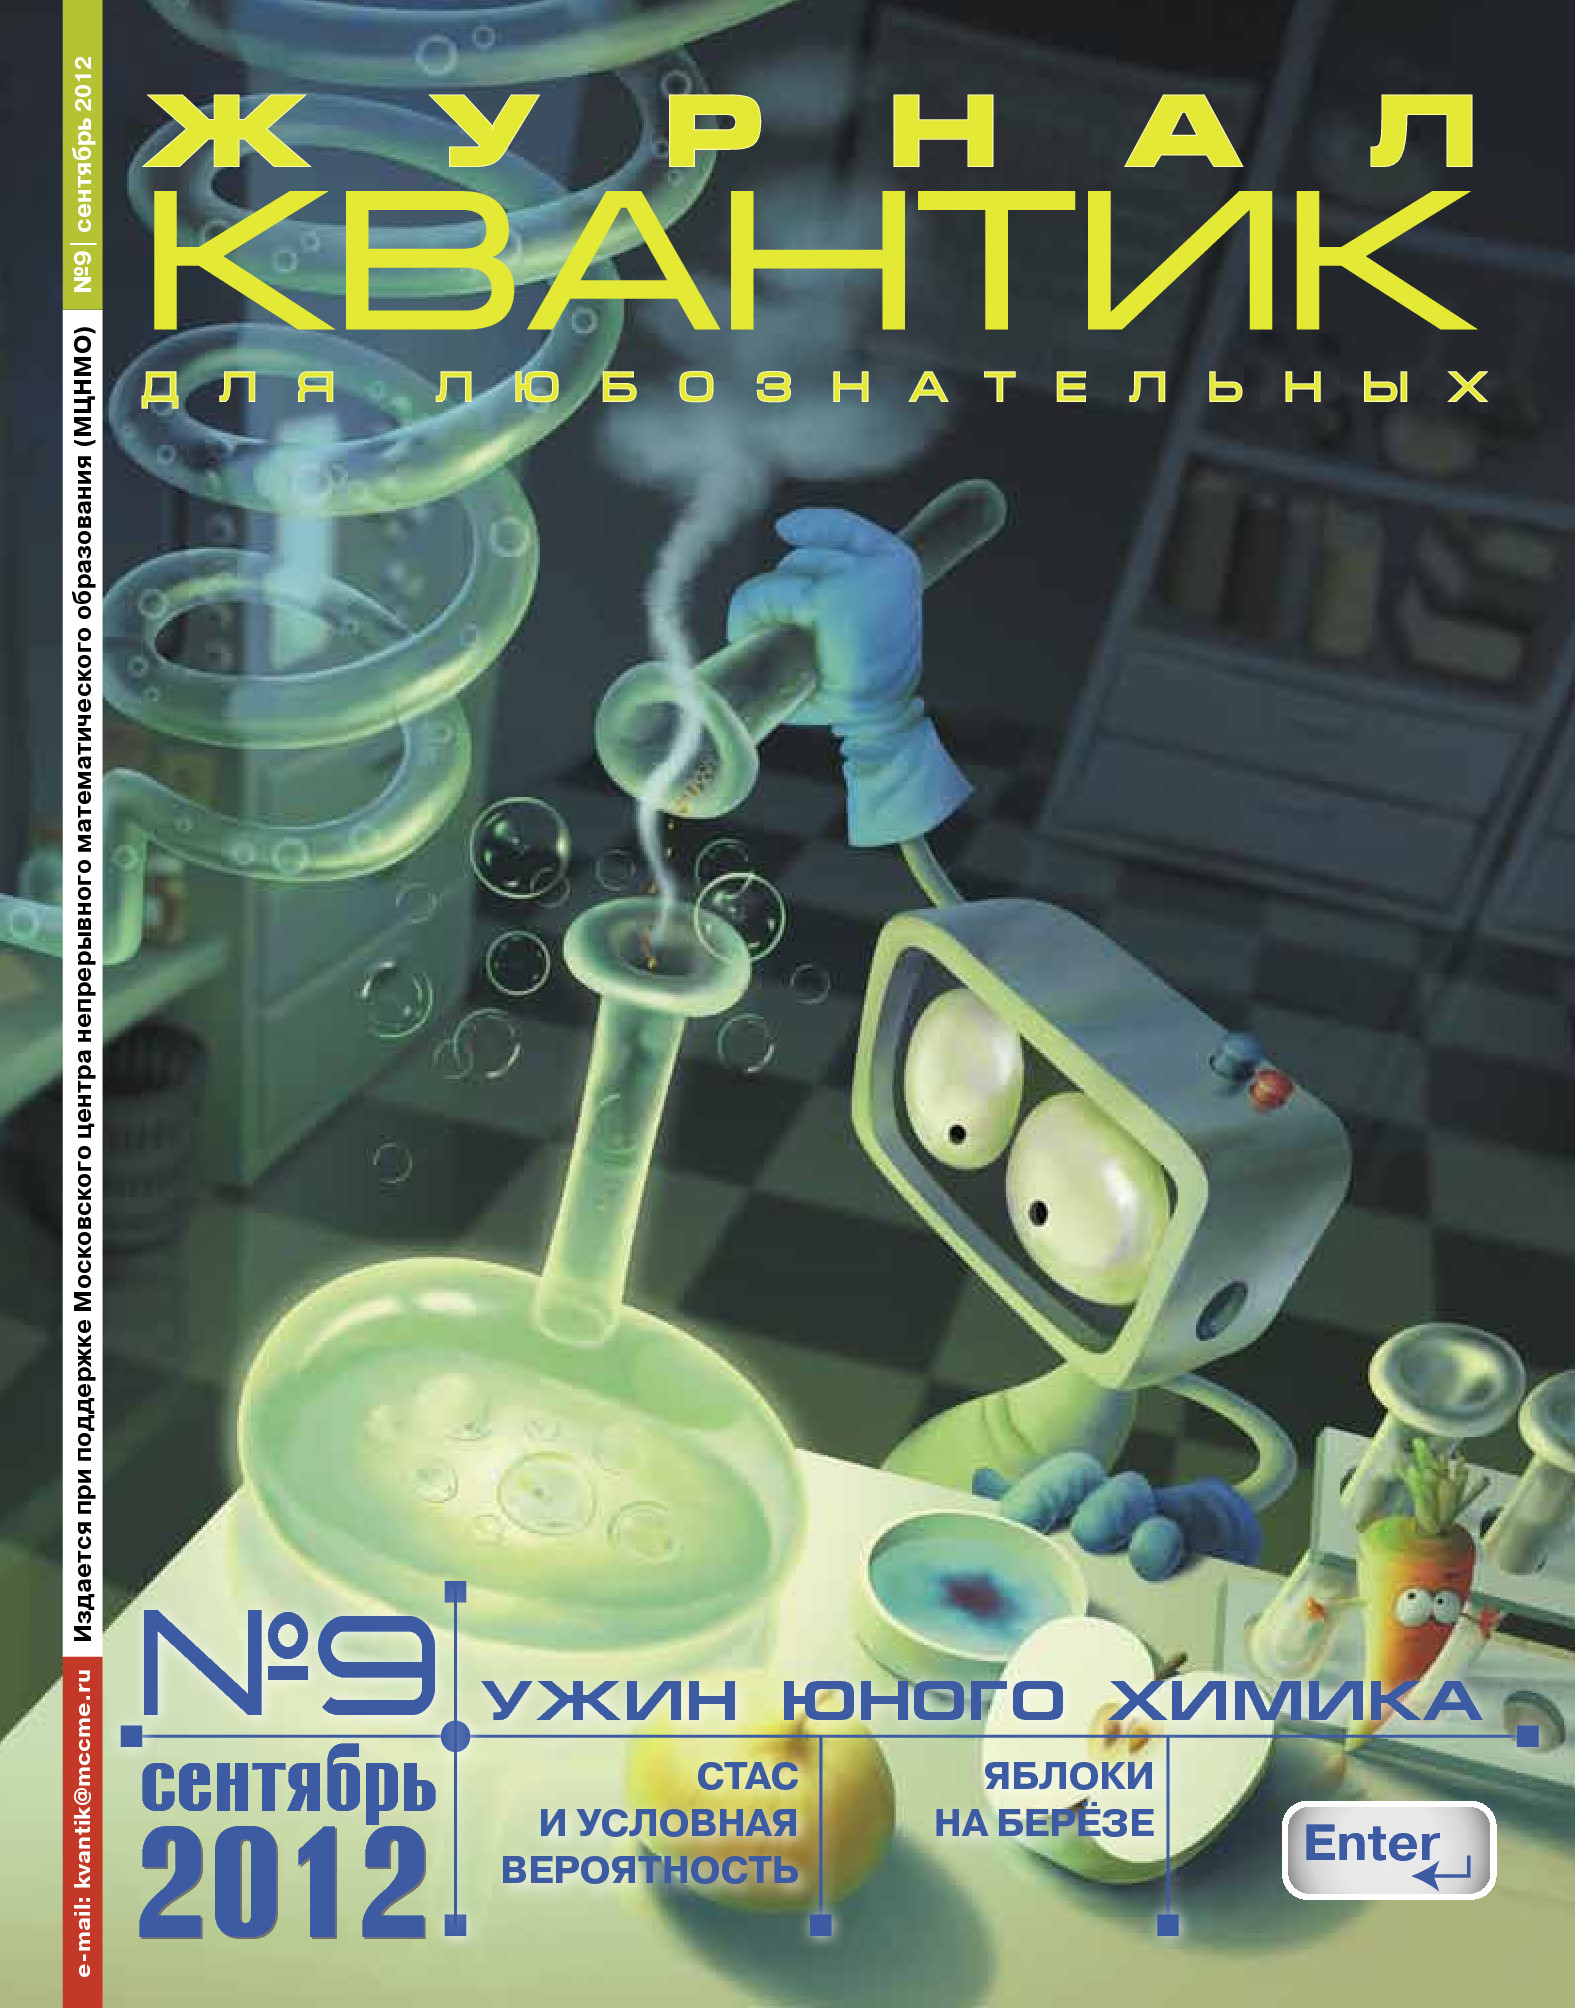 ЖУРНАЛ
КВАНТИК
ДЛЯ ЛЮБОЗНАТЕЛЬНЫХ
№9 | сентябрь 2012
Издается при поддержке Московского центра непрерывного математического образования (МЦНМО)
e-mail: kvantik@mccme.ru
№9
сентябрь
2012
УЖИН ЮНОГО ХИМИКА
СТАС
И УСЛОВНАЯ
ВЕРОЯТНОСТЬ
ЯБЛОКИ
НА БЕРЁЗЕ
Enter